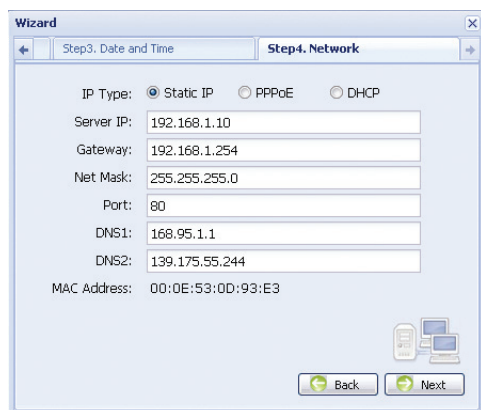 Wizard
Step3. Date and Time
Step4. Network
IP Type: Static IP PPPoE DHCP
Server IP: 192.168.1.10
Gateway: 192.168.1.254
Net Mask: 255.255.255.0
Port: 80
DNS1: 168.95.1.1
DNS2: 139.175.55.244
MAC Address: 00:0E:53:0D:93:E3
Back Next